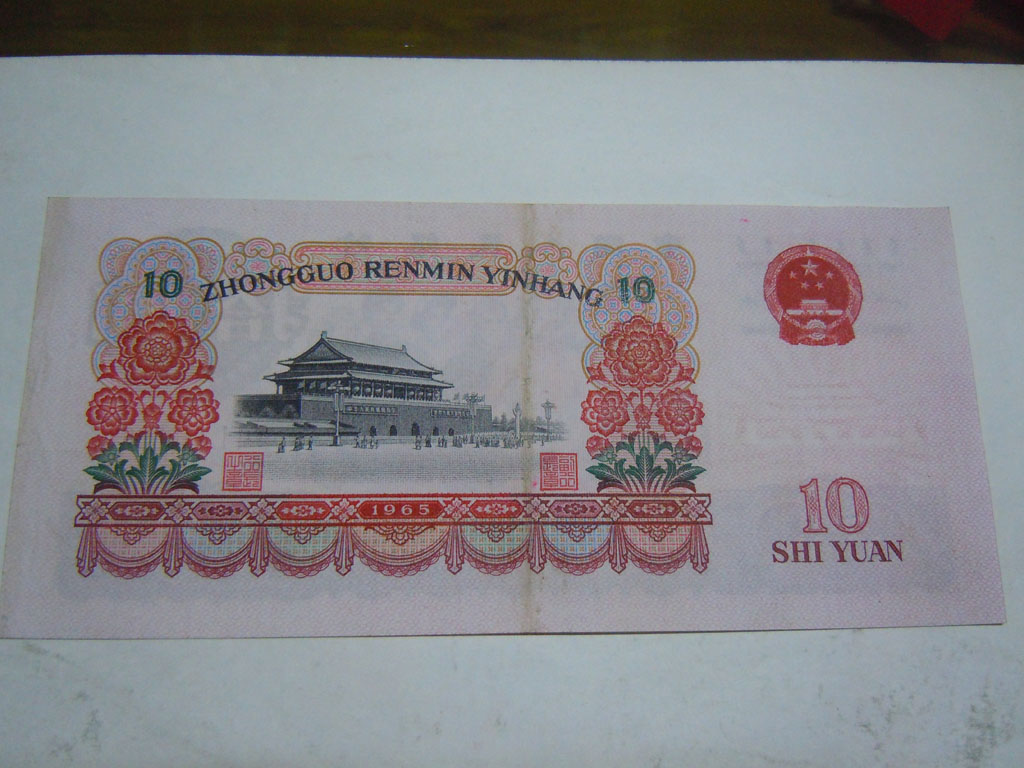 10 ZHONGGUO RENMIN YINHANG 10
1965
10
SHI YUAN